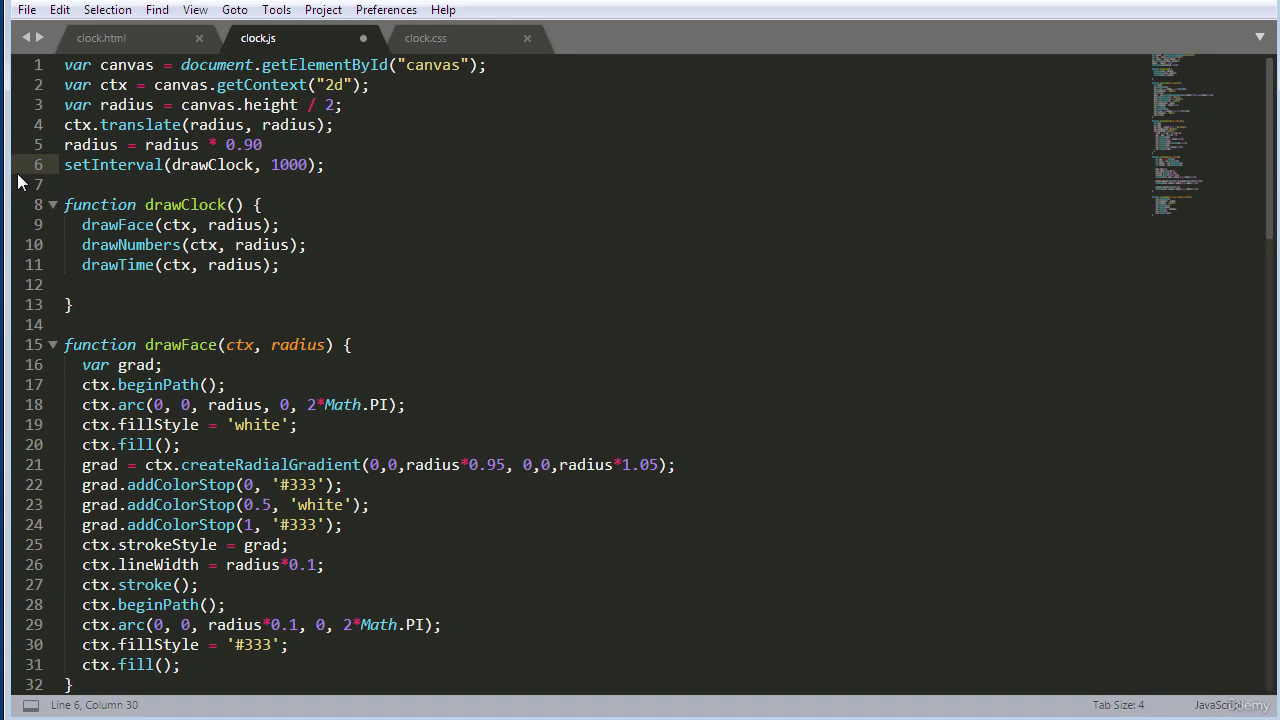 File Edit Selection Find View Goto Tools Project Preferences Help
clock.html × clock.js clock.css ×
1 var canvas = document.getElementById("canvas");
2 var ctx = canvas.getContext("2d");
3 var radius = canvas.height / 2;
4 ctx.translate(radius, radius);
5 radius = radius * 0.90
6 setInterval(drawClock, 1000);
7
8 function drawClock() {
9 drawFace(ctx, radius);
10 drawNumbers(ctx, radius);
11 drawTime(ctx, radius);
12
13 }
14
15 function drawFace(ctx, radius) {
16 var grad;
17 ctx.beginPath();
18 ctx.arc(0, 0, radius, 0, 2*Math.PI);
19 ctx.fillStyle = 'white';
20 ctx.fill();
21 grad = ctx.createRadialGradient(0,0,radius*0.95, 0,0,radius*1.05);
22 grad.addColorStop(0, '#333');
23 grad.addColorStop(0.5, 'white');
24 grad.addColorStop(1, '#333');
25 ctx.strokeStyle = grad;
26 ctx.lineWidth = radius*0.1;
27 ctx.stroke();
28 ctx.beginPath();
29 ctx.arc(0, 0, radius*0.1, 0, 2*Math.PI);
30 ctx.fillStyle = '#333';
31 ctx.fill();
32 }
Line 6, Column 30 Tab Size: 4 JavaScript